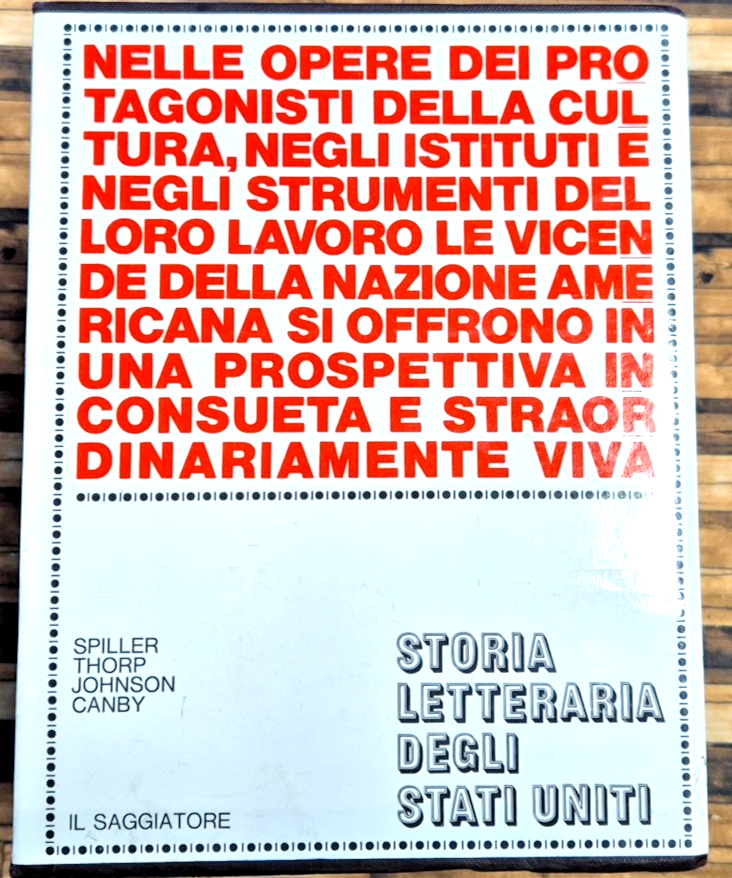 NELLE OPERE DEI PRO
TAGONISTI DELLA CUL
TURA, NEGLI ISTITUTI E
NEGLI STRUMENTI DEL
LORO LAVORO LE VICEN
DE DELLA NAZIONE AME
RICANA SI OFFRONO IN
UNA PROSPETTIVA IN
CONSUETA E STRAOR
DINARIAMENTE VIVA
SPILLER
THORP
JOHNSON
CANBY
STORIA
LETTERARIA
DEGLI
STATI UNITI
IL SAGGIATORE